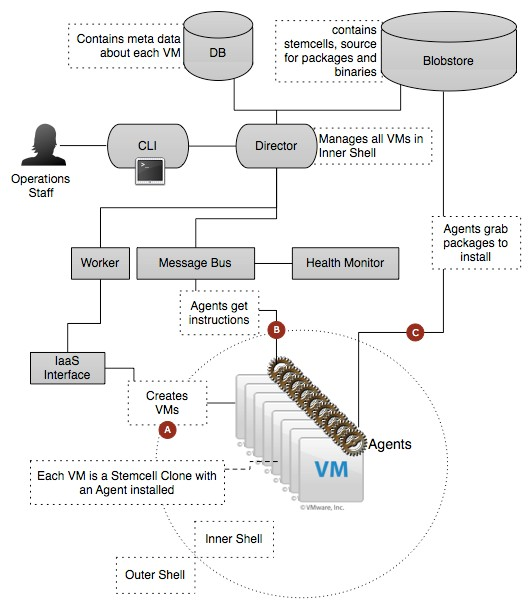 Contains meta data
about each VM
DB
contains
stemcells, source
for packages and
binaries
Blobstore
CLI
Director
Manages all VMs in
Inner Shell
Operations
Staff
Agents grab
packages to
install
Worker
Message Bus
Health Monitor
Agents get
instructions
B
C
IaaS
Interface
Creates
VMs
A
Agents
VM
Each VM is a Stemcell Clone with
an Agent installed
© VMware, Inc.
Inner Shell
Outer Shell